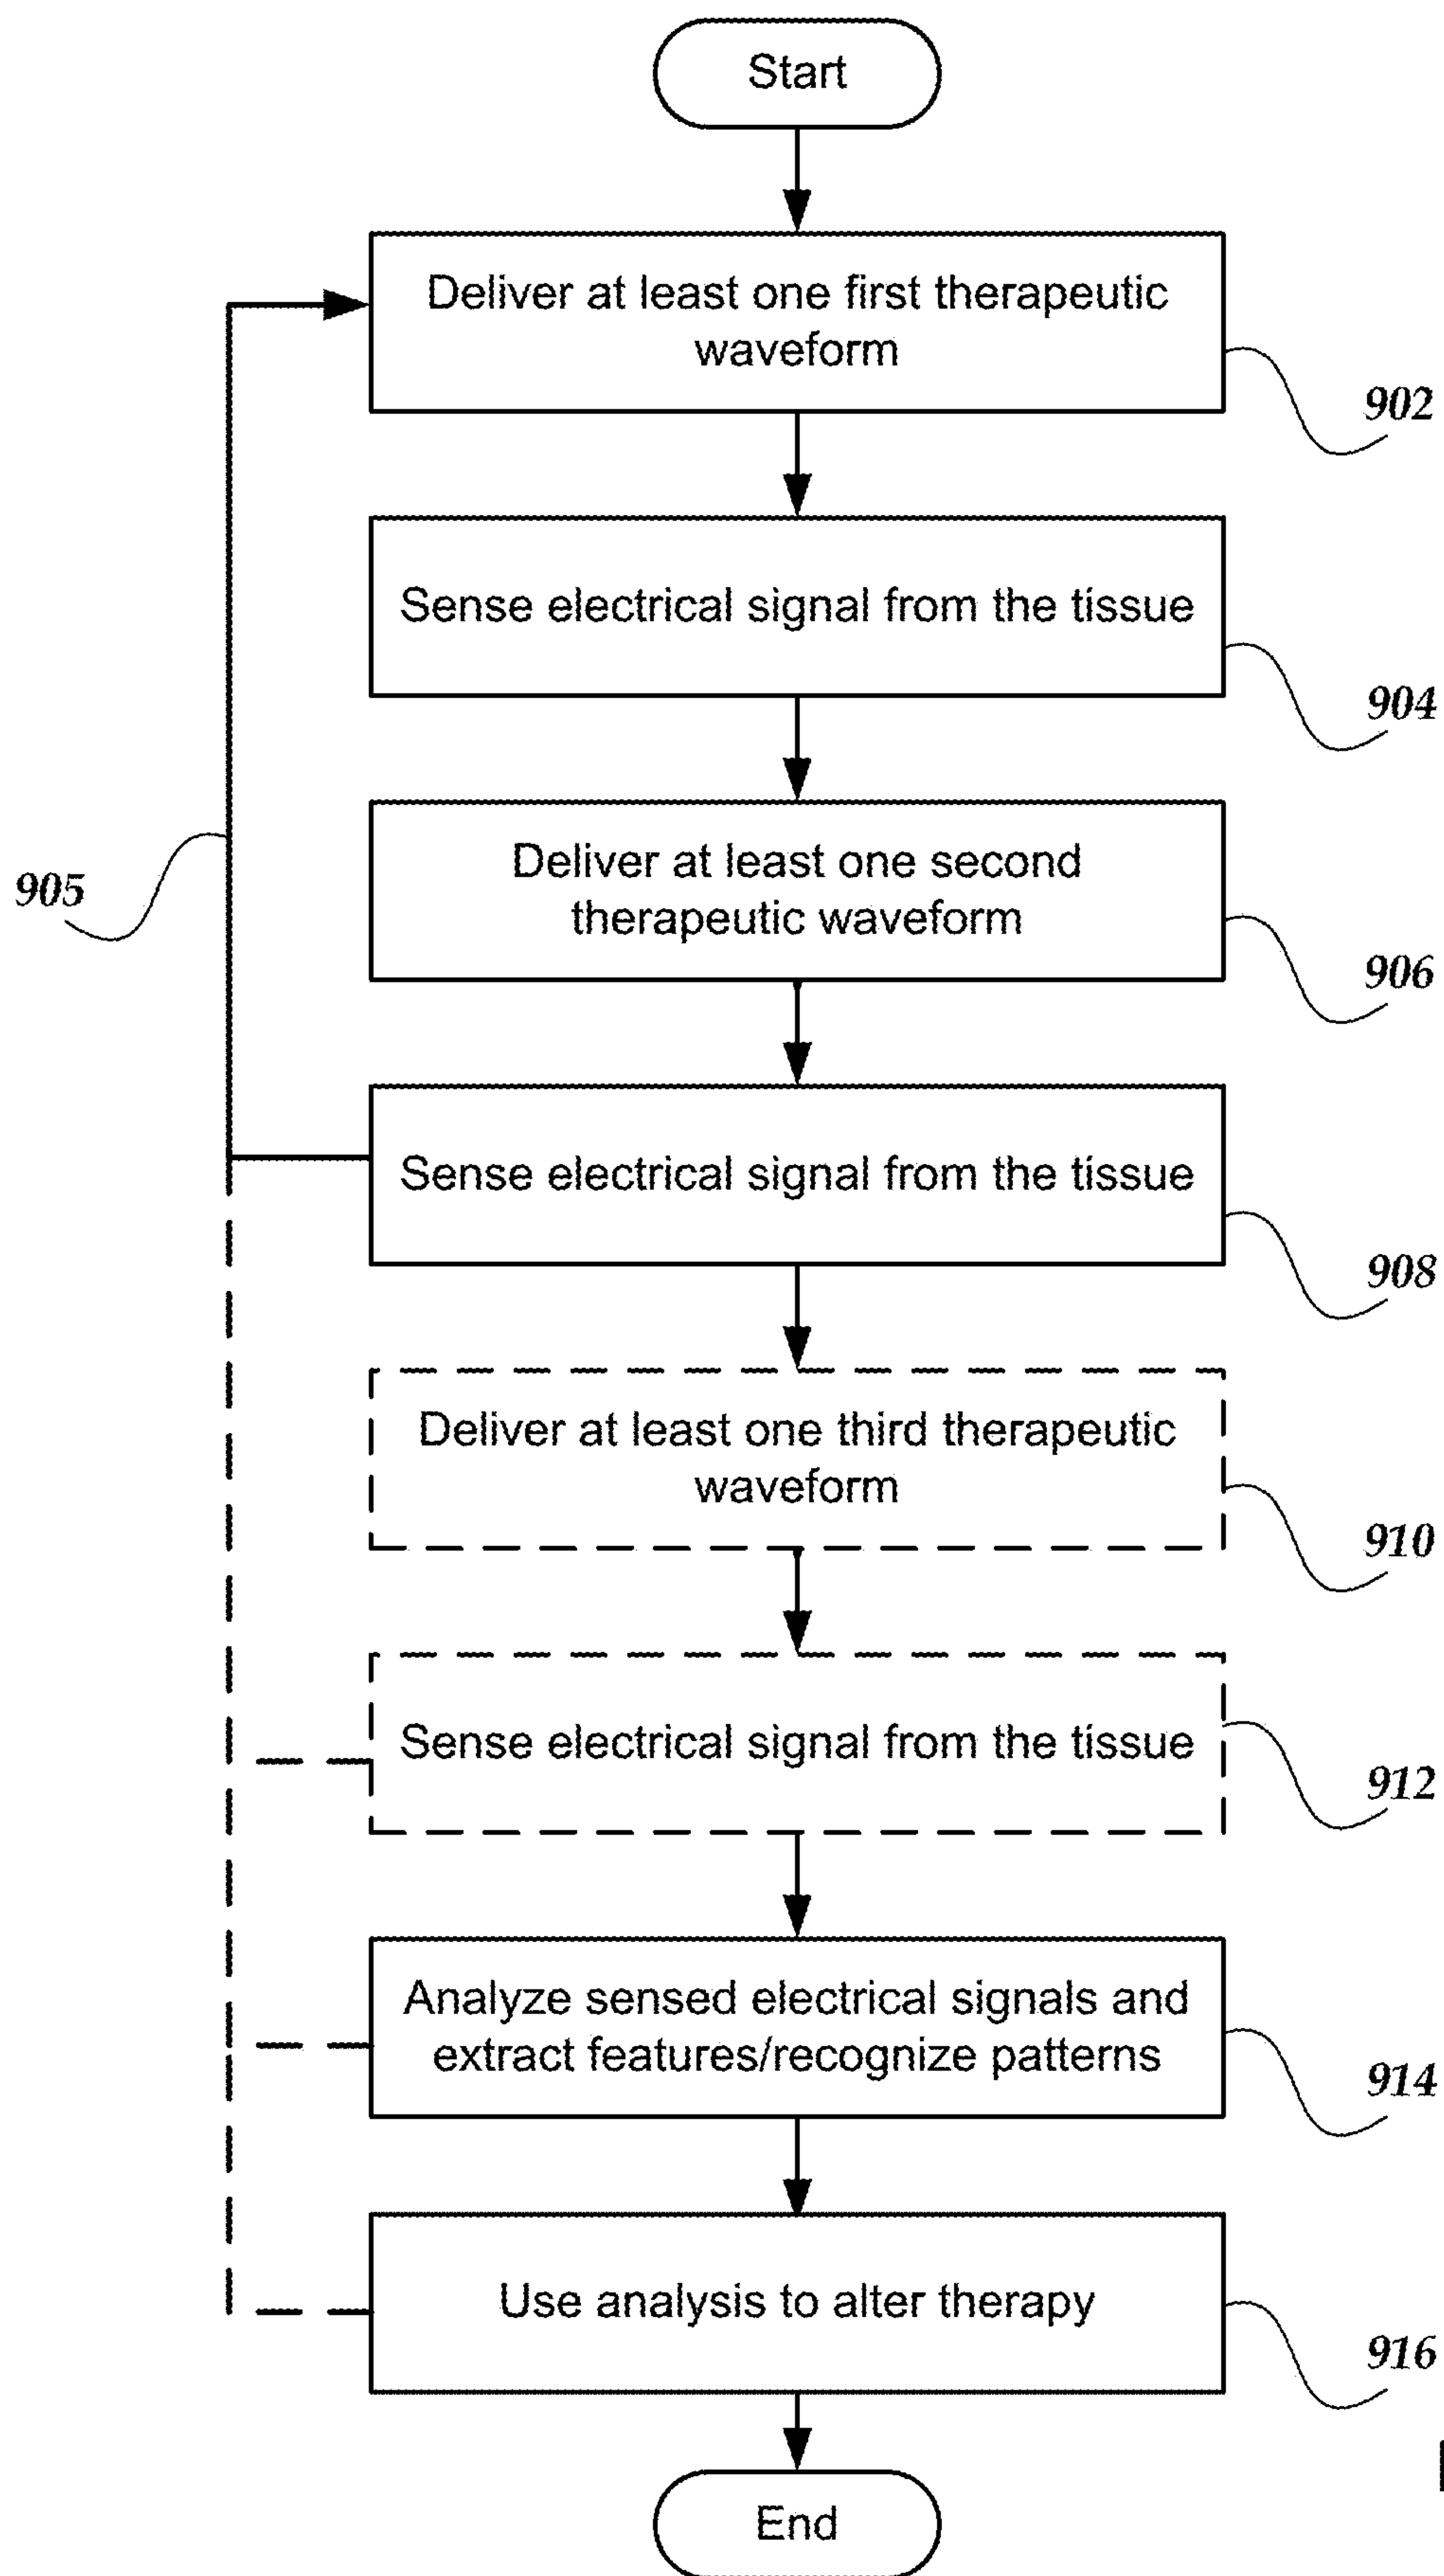 Start
Deliver at least one first therapeutic
waveform
902
Sense electrical signal from the tissue
904
Deliver at least one second
therapeutic waveform
905
906
Sense electrical signal from the tissue
908
Deliver at least one third therapeutic
waveform
910
Sense electrical signal from the tissue
912
Analyze sensed electrical signals and
extract features/recognize patterns
914
Use analysis to alter therapy
916
End